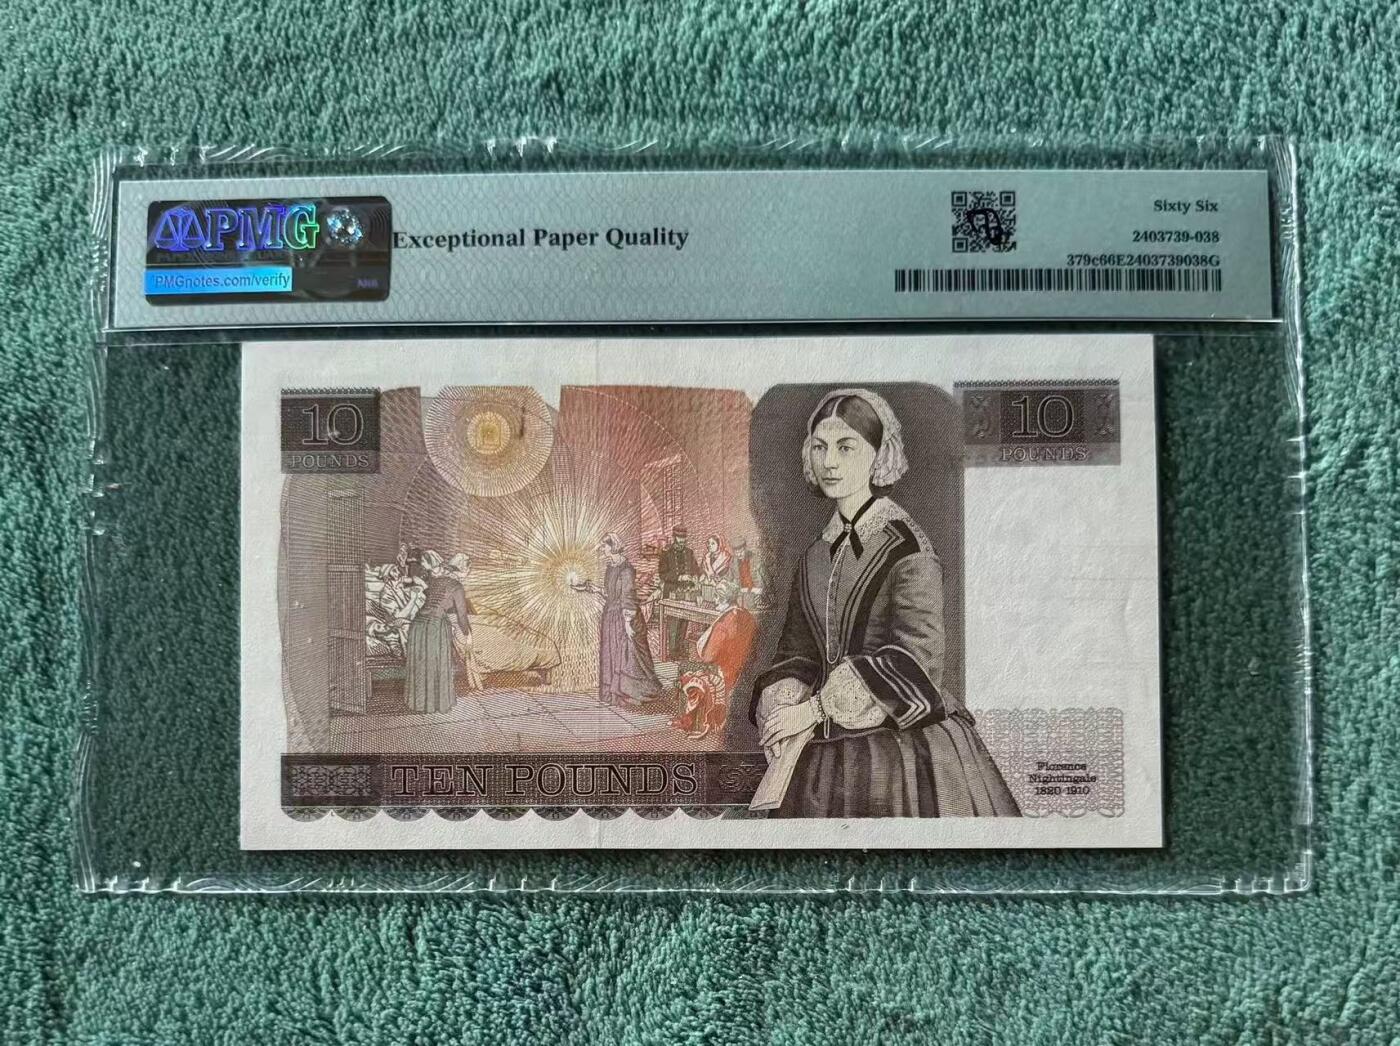 PMG
PMGnotes.com/verify
Exceptional Paper Quality
Sixty Six
2403739-038
379c66E2403739038G
10
POUNDS
10
POUNDS
TEN POUNDS
Florence
Nightingale
1820 1910